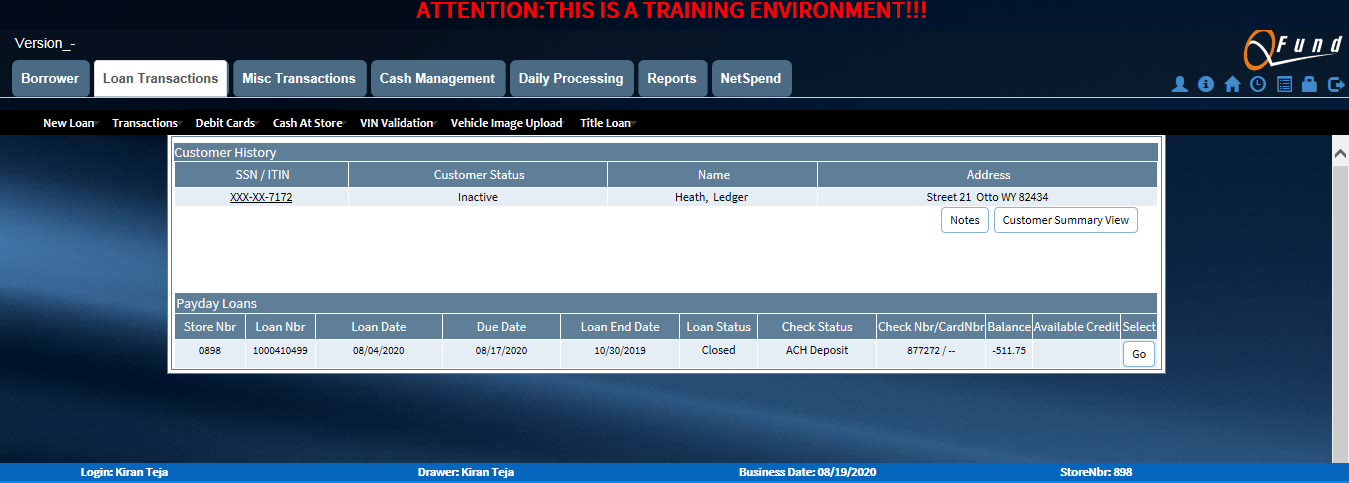 ATTENTION:THIS IS A TRAINING ENVIRONMENT!!!
Version_-
QFund
Borrower Loan Transactions Misc Transactions Cash Management Daily Processing Reports NetSpend
New Loan Transactions Debit Cards Cash At Store VIN Validation Vehicle Image Upload Title Loan
Customer History
SSN / ITIN Customer Status Name Address
XXX-XX-7172 Inactive Heath, Ledger Street 21 Otto WY 82434
Notes Customer Summary View
Payday Loans
Store Nbr Loan Nbr Loan Date Due Date Loan End Date Loan Status Check Status Check Nbr/CardNbr Balance Available Credit Select
0898 1000410499 08/04/2020 08/17/2020 10/30/2019 Closed ACH Deposit 877272 / -- -511.75 Go
Login: Kiran Teja Drawer: Kiran Teja Business Date: 08/19/2020 StoreNbr: 898